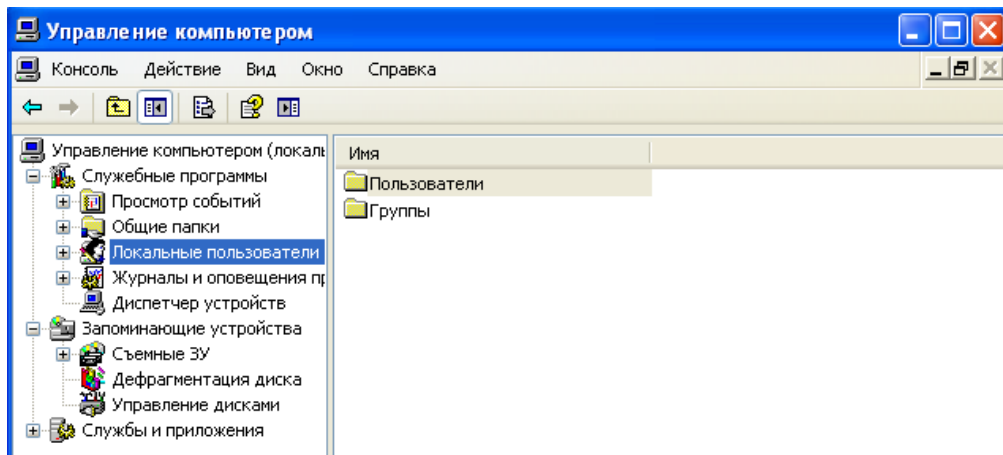 Управление компьютером
Консоль Действие Вид Окно Справка
Управление компьютером (локаль
Служебные программы
Просмотр событий
Общие папки
Локальные пользователи
Журналы и оповещения пр
Диспетчер устройств
Запоминающие устройства
Съемные ЗУ
Дефрагментация диска
Управление дисками
Службы и приложения
Имя
Пользователи
Группы